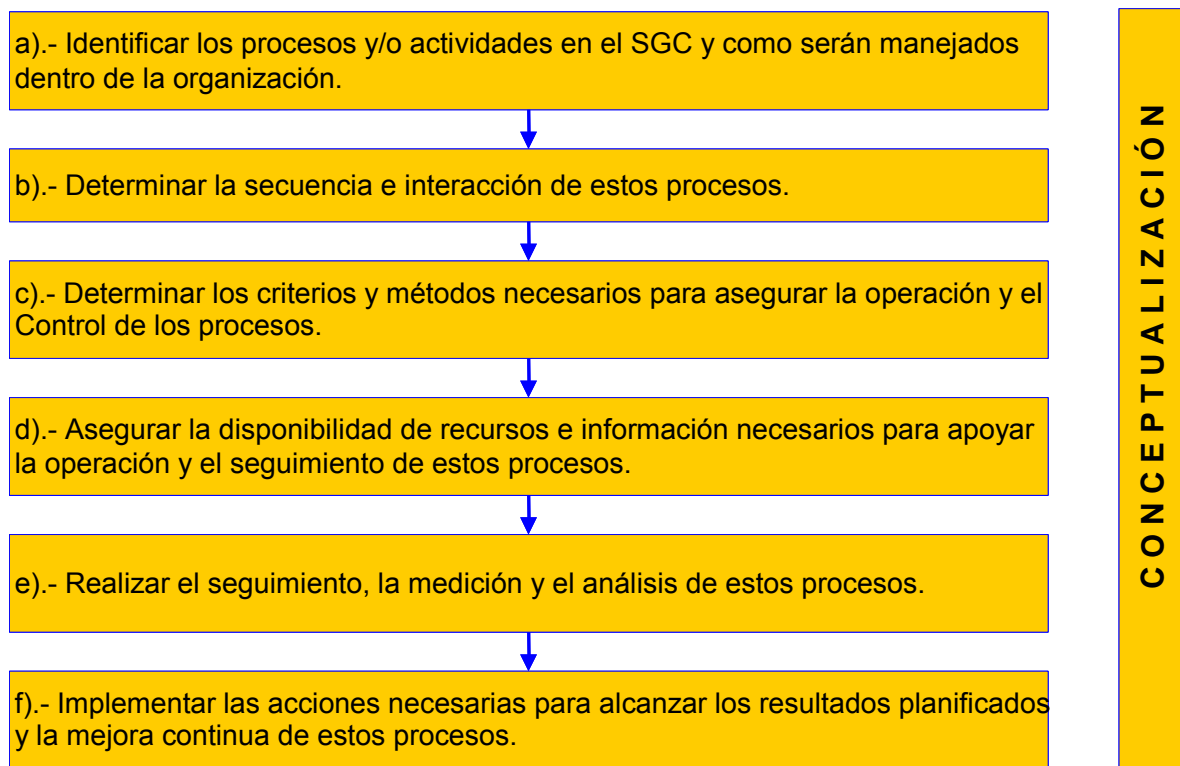 a).- Identificar los procesos y/o actividades en el SGC y como serán manejados
dentro de la organización.
b).- Determinar la secuencia e interacción de estos procesos.
c).- Determinar los criterios y métodos necesarios para asegurar la operación y el
Control de los procesos.
d).- Asegurar la disponibilidad de recursos e información necesarios para apoyar
la operación y el seguimiento de estos procesos.
e).- Realizar el seguimiento, la medición y el análisis de estos procesos.
f).- Implementar las acciones necesarias para alcanzar los resultados planificados
y la mejora continua de estos procesos.
CONCEPTUALIZACIÓN